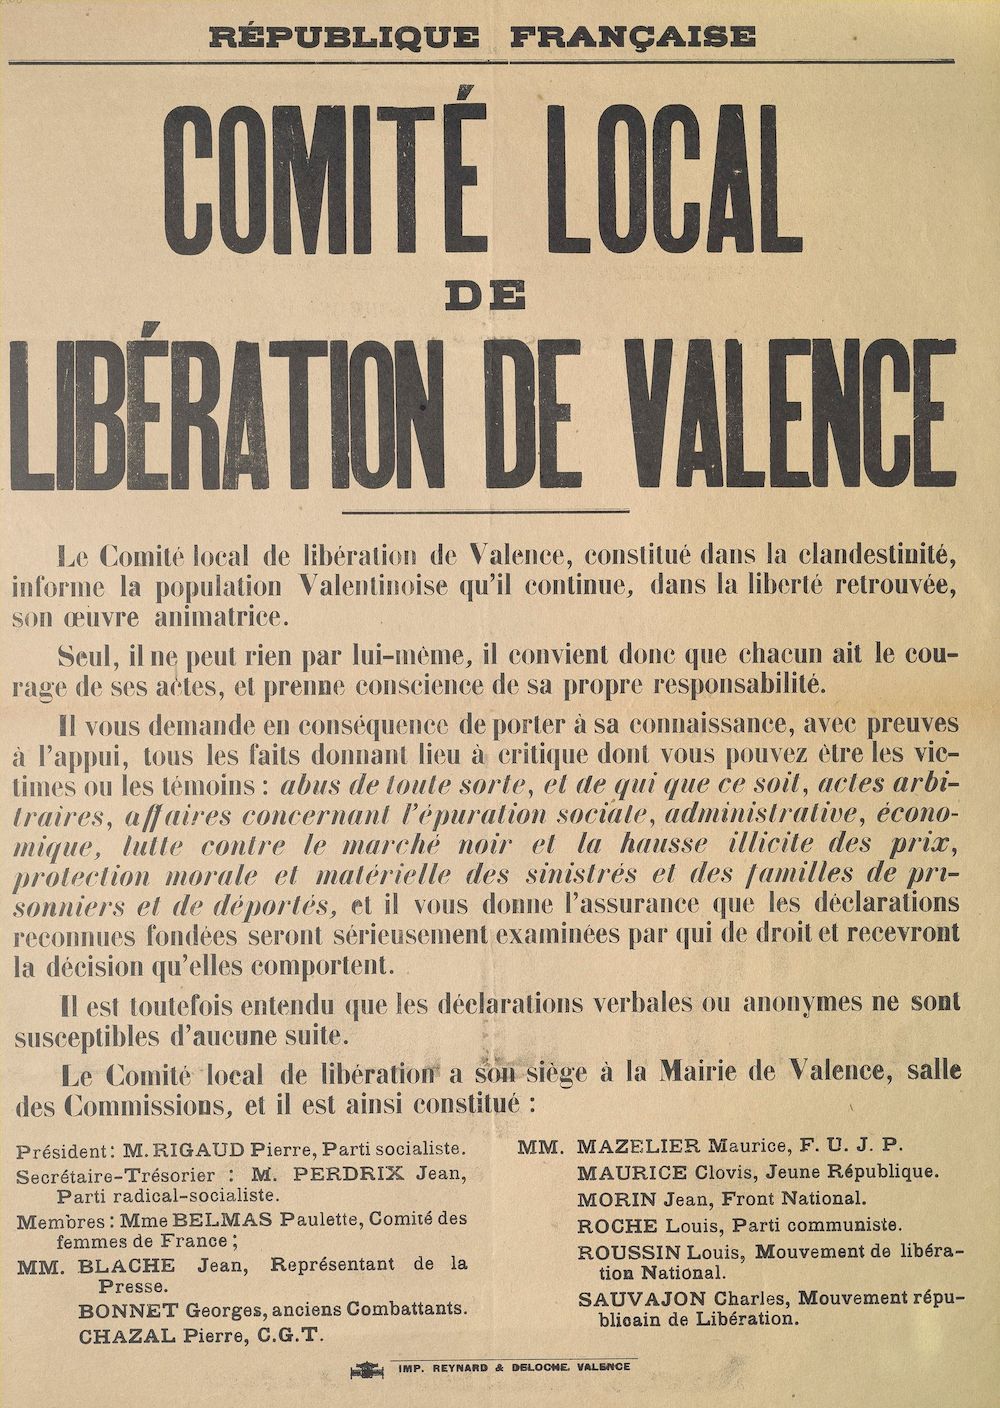 RÉPUBLIQUE FRANÇAISE
COMITÉ LOCAL
DE
LIBÉRATION DE VALENCE
Le Comité local de libération de Valence, constitué dans la clandestinité,
informe la population Valentinoise qu'il continue, dans la liberté retrouvée,
son œuvre animatrice.
Seul, il ne peut rien par lui-même, il convient donc que chacun ait le cou-
rage de ses actes, et prenne conscience de sa propre responsabilité.
Il vous demande en conséquence de porter à sa connaissance, avec preuves
à l'appui, tous les faits donnant lieu à critique dont vous pouvez être les vic-
times ou les témoins : abus de toute sorte, et de qui que ce soit, actes arbi-
traires, affaires concernant l'épuration sociale, administrative, écono-
mique, lutte contre le marché noir et la hausse illicite des prix,
protection morale et matérielle des sinistrés et des familles de pri-
sonniers et de déportés, et il vous donne l'assurance que les déclarations
reconnues fondées seront sérieusement examinées par qui de droit et recevront
la décision qu'elles comportent.
Il est toutefois entendu que les déclarations verbales ou anonymes ne sont
susceptibles d'aucune suite.
Le Comité local de libération a son siège à la Mairie de Valence, salle
des Commissions, et il est ainsi constitué :
Président : M. RIGAUD Pierre, Parti socialiste.
Secrétaire-Trésorier : M. PERDRIX Jean,
Parti radical-socialiste.
Membres : Mme BELMAS Paulette, Comité des
femmes de France ;
MM. BLACHE Jean, Représentant de la
Presse.
BONNET Georges, anciens Combattants.
CHAZAL Pierre, C.G.T.
MM. MAZELIER Maurice, F. U. J. P.
MAURICE Clovis, Jeune République.
MORIN Jean, Front National.
ROCHE Louis, Parti communiste.
ROUSSIN Louis, Mouvement de libéra-
tion National.
SAUVAJON Charles, Mouvement répu-
blicain de Libération.
IMP. REYNARD & DELOCHE. VALENCE